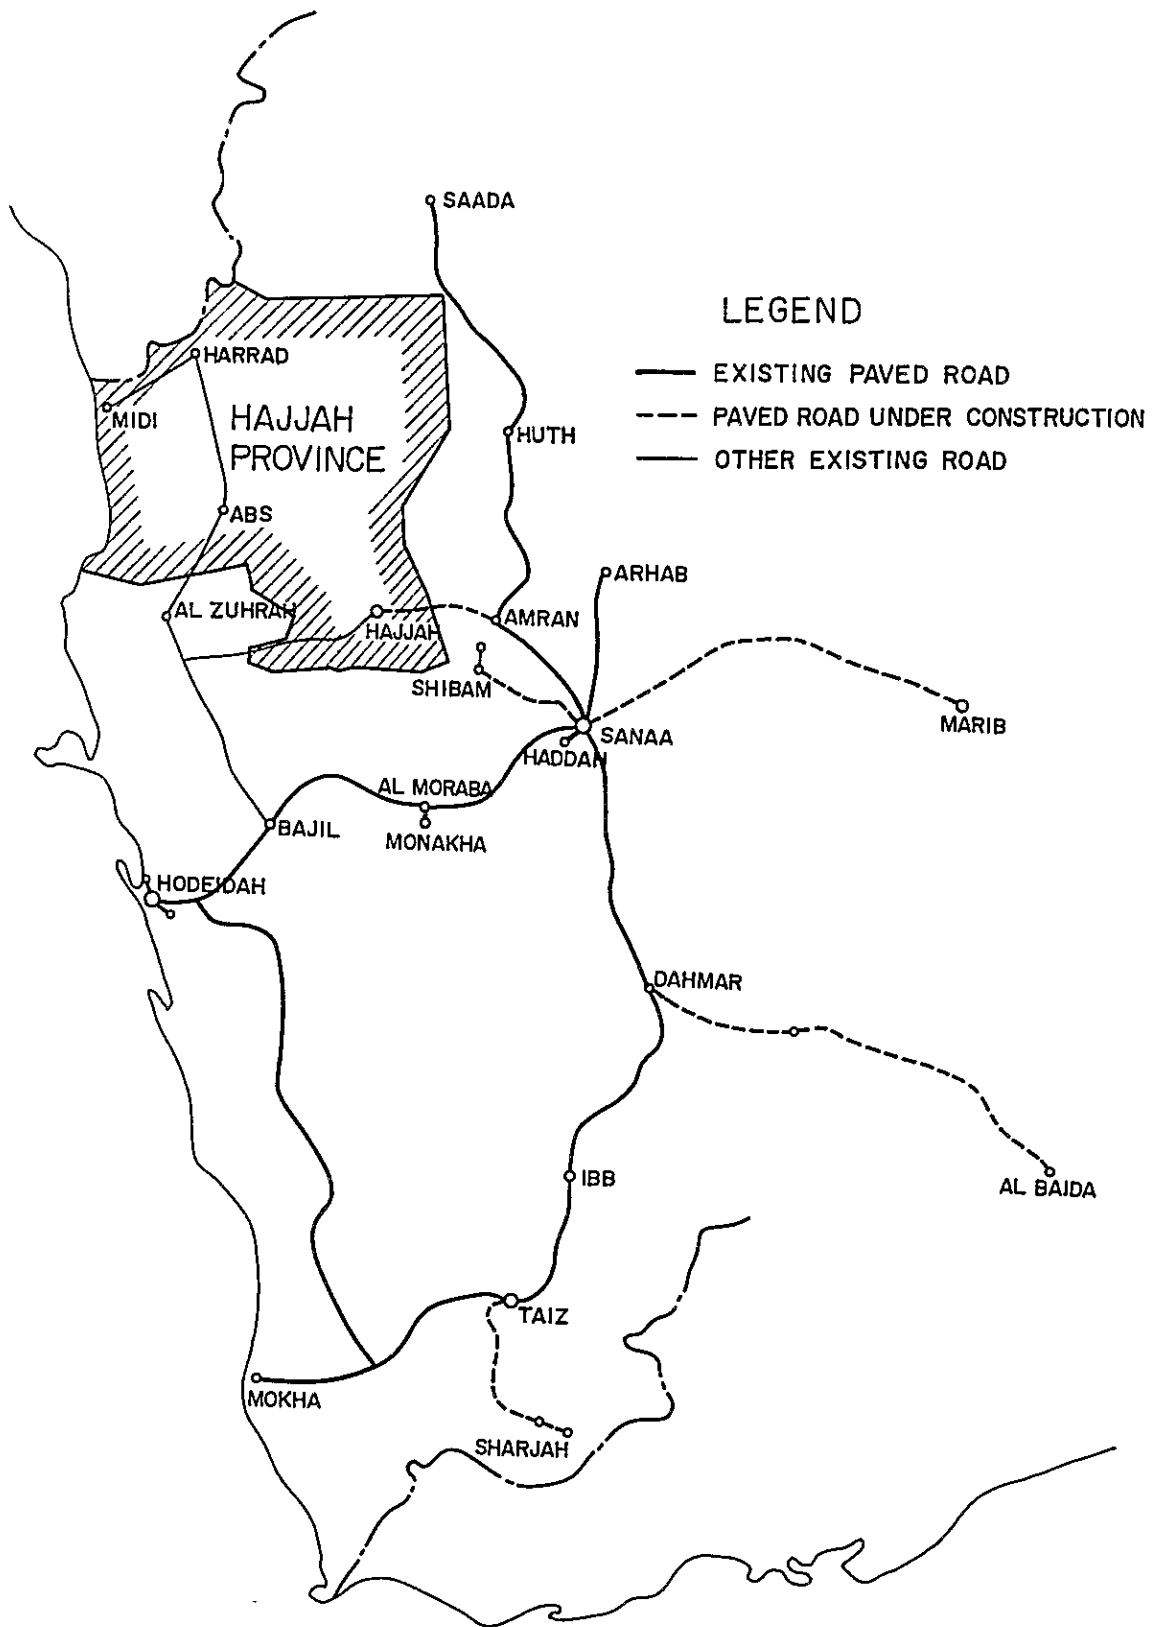 SAADA
LEGEND
EXISTING PAVED ROAD
PAVED ROAD UNDER CONSTRUCTION
OTHER EXISTING ROAD
HARRAD
MIDI
HAJJAH
PROVINCE
HUTH
ABS
ARHAB
AL ZUHRAH
HAJJAH
AMRAN
SHIBAM
MARIB
SANAA
HADDAH
AL MORABA
BAJIL
MONAKHA
HODEIDAH
DAHMAR
IBB
AL BAIDA
TAIZ
MOKHA
SHARJAH